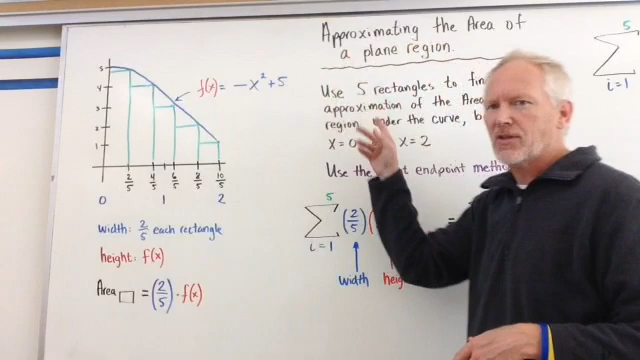 Approximating the Area of
a plane region.
5
4
3
2
1
f(x) = -x² + 5
2/5 4/5 6/5 8/5 10/5
0 1 2
width: 2/5 each rectangle
height: f(x)
Area □ = (2/5) · f(x)
Use 5 rectangles to
approximation of the Area
region under the curve,
x = 0 x = 2
Use the endpoint
5
Σ (2/5)(
i = 1
=
width
5
Σ
i = 1